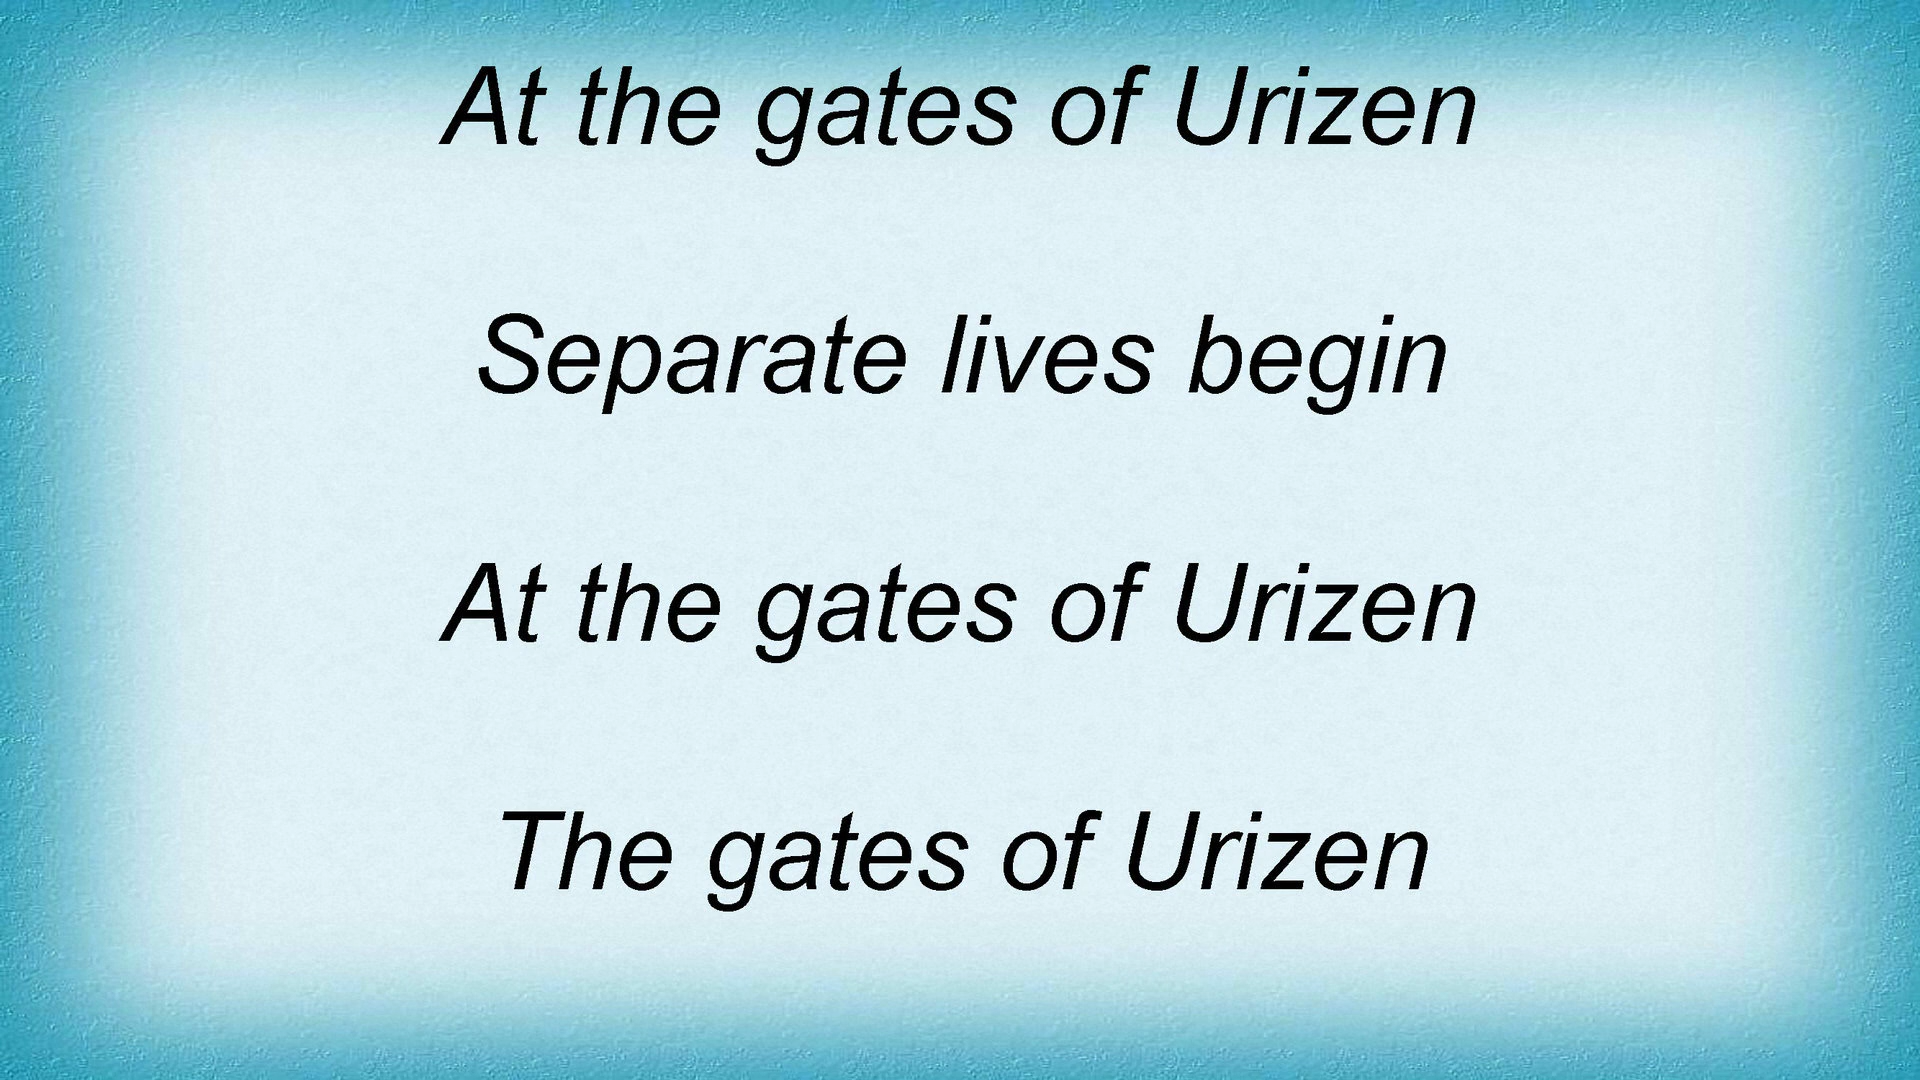 At the gates of Urizen
Separate lives begin
At the gates of Urizen
The gates of Urizen